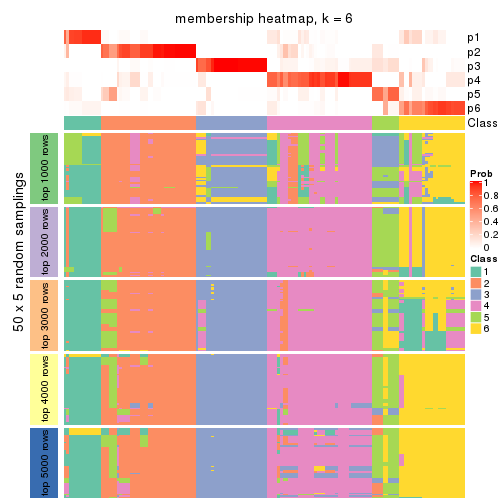 membership heatmap, k = 6
p1
p2
p3
p4
p5
p6
Class
50 x 5 random samplings
top 1000 rows
top 2000 rows
top 3000 rows
top 4000 rows
top 5000 rows
Prob
1
0.8
0.6
0.4
0.2
0
Class
1
2
3
4
5
6